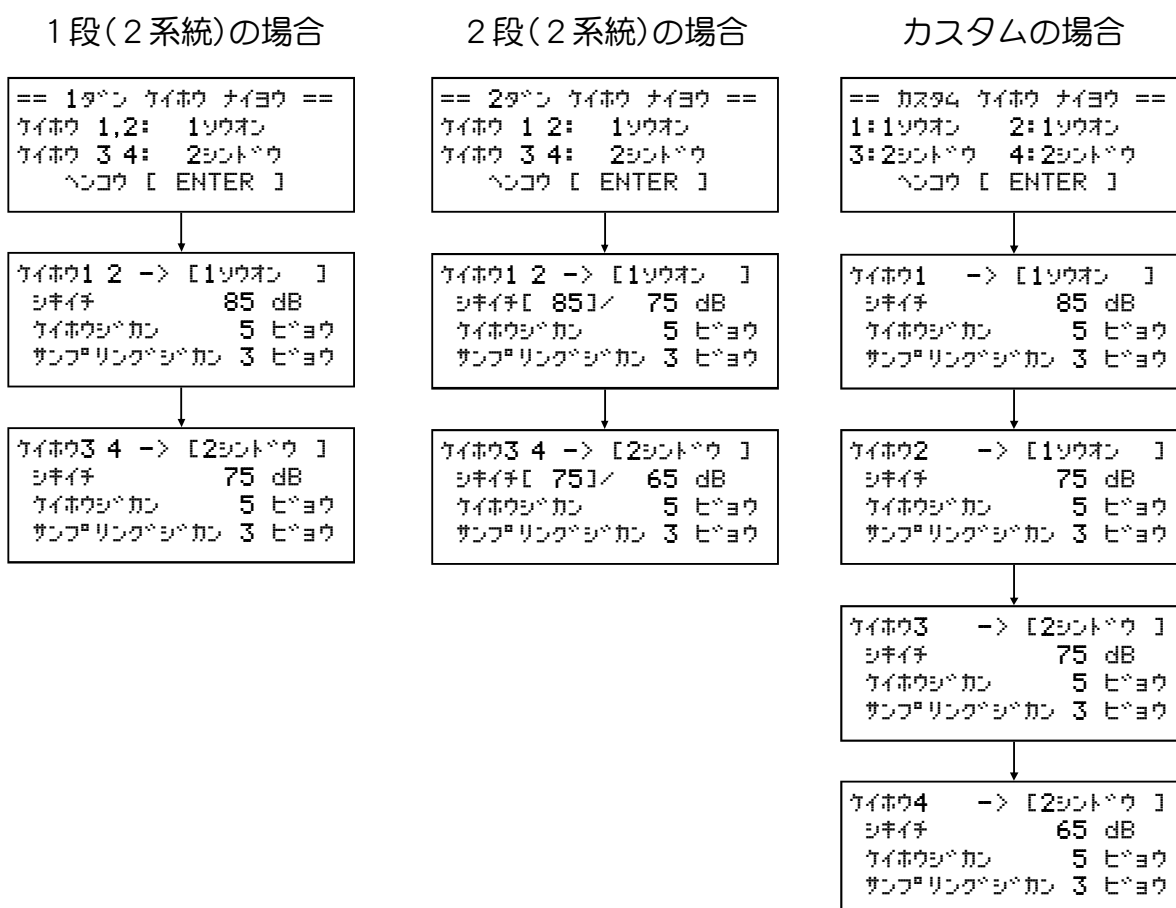 １段(２系統)の場合
== 1ダン ケイホウ ナイヨウ ==
ケイホウ 1,2: 1ソウオン
ケイホウ 3 4: 2シンドウ
ヘンコウ [ ENTER ]
ケイホウ1 2 -> [1ソウオン ]
シキイチ 85 dB
ケイホウジカン 5 ビョウ
サンプリングジカン 3 ビョウ
ケイホウ3 4 -> [2シンドウ ]
シキイチ 75 dB
ケイホウジカン 5 ビョウ
サンプリングジカン 3 ビョウ
２段(２系統)の場合
== 2ダン ケイホウ ナイヨウ ==
ケイホウ 1 2: 1ソウオン
ケイホウ 3 4: 2シンドウ
ヘンコウ [ ENTER ]
ケイホウ1 2 -> [1ソウオン ]
シキイチ[ 85]/ 75 dB
ケイホウジカン 5 ビョウ
サンプリングジカン 3 ビョウ
ケイホウ3 4 -> [2シンドウ ]
シキイチ[ 75]/ 65 dB
ケイホウジカン 5 ビョウ
サンプリングジカン 3 ビョウ
カスタムの場合
== カスタム ケイホウ ナイヨウ ==
1:1ソウオン 2:1ソウオン
3:2シンドウ 4:2シンドウ
ヘンコウ [ ENTER ]
ケイホウ1 -> [1ソウオン ]
シキイチ 85 dB
ケイホウジカン 5 ビョウ
サンプリングジカン 3 ビョウ
ケイホウ2 -> [1ソウオン ]
シキイチ 75 dB
ケイホウジカン 5 ビョウ
サンプリングジカン 3 ビョウ
ケイホウ3 -> [2シンドウ ]
シキイチ 75 dB
ケイホウジカン 5 ビョウ
サンプリングジカン 3 ビョウ
ケイホウ4 -> [2シンドウ ]
シキイチ 65 dB
ケイホウジカン 5 ビョウ
サンプリングジカン 3 ビョウ